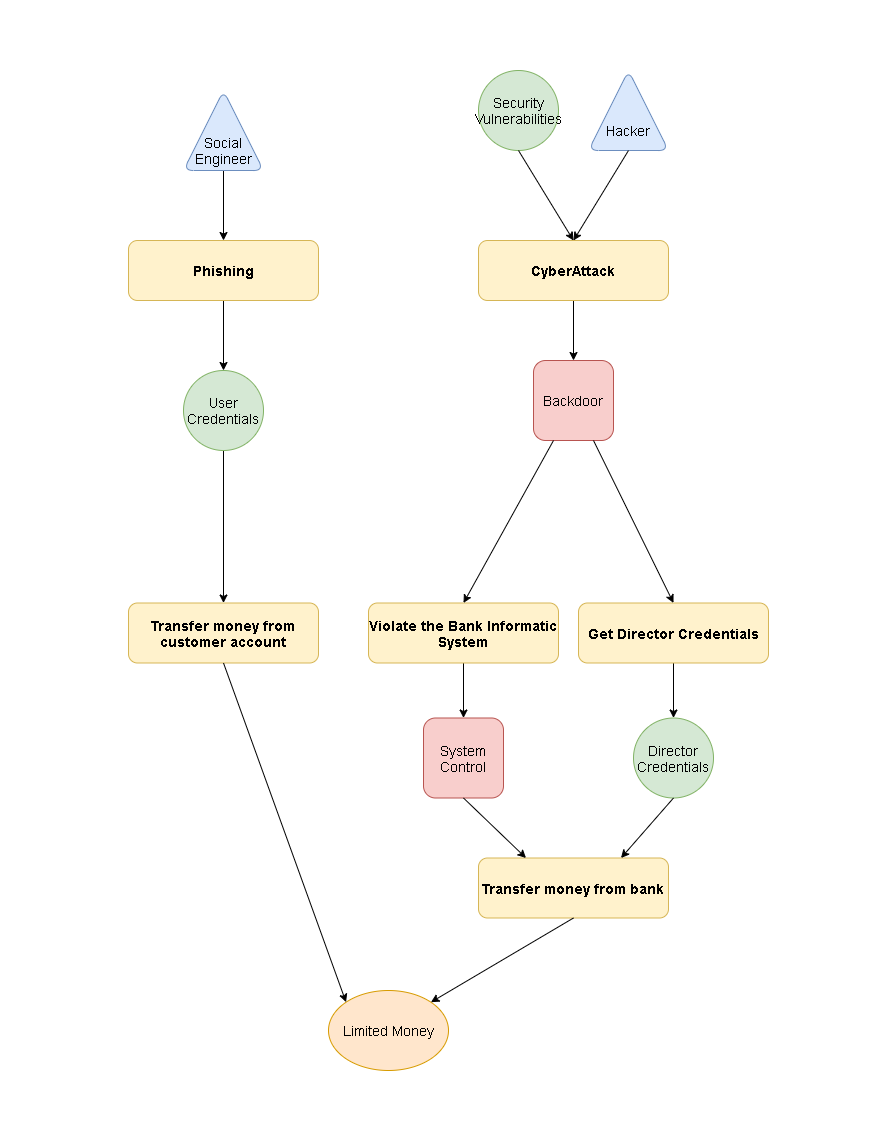 Security
Vulnerabilities
Hacker
Social
Engineer
Phishing
CyberAttack
Backdoor
User
Credentials
Transfer money from
customer account
Violate the Bank Informatic
System
Get Director Credentials
System
Control
Director
Credentials
Transfer money from bank
Limited Money